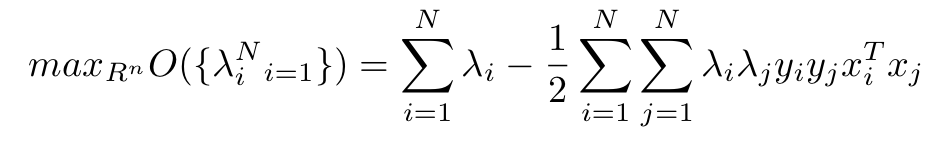 $max_{R^n} O(\{\lambda_i^N{}_{i=1}\}) = \sum_{i=1}^{N} \lambda_i - \frac{1}{2} \sum_{i=1}^{N} \sum_{j=1}^{N} \lambda_i \lambda_j y_i y_j x_i^T x_j$